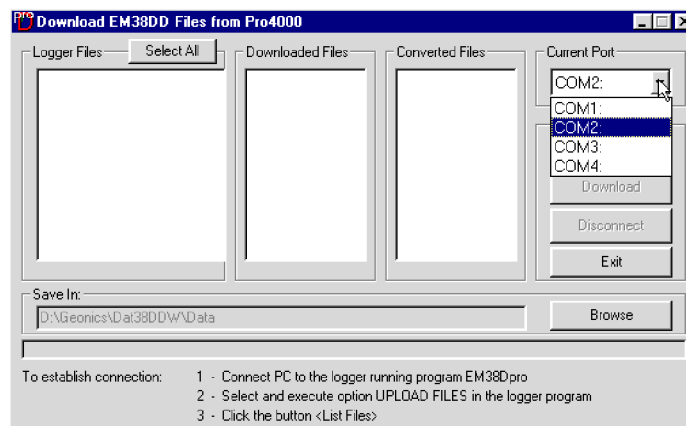 Pro Download EM38DD Files from Pro4000
Logger Files
Select All
Downloaded Files
Converted Files
Current Port
COM2:
COM1:
COM2:
COM3:
COM4:
Download
Disconnect
Exit
Save In:
D:\Geonics\Dat38DDW\Data
Browse
To establish connection: 1 - Connect PC to the logger running program EM38Dpro
2 - Select and execute option UPLOAD FILES in the logger program
3 - Click the button <List Files>